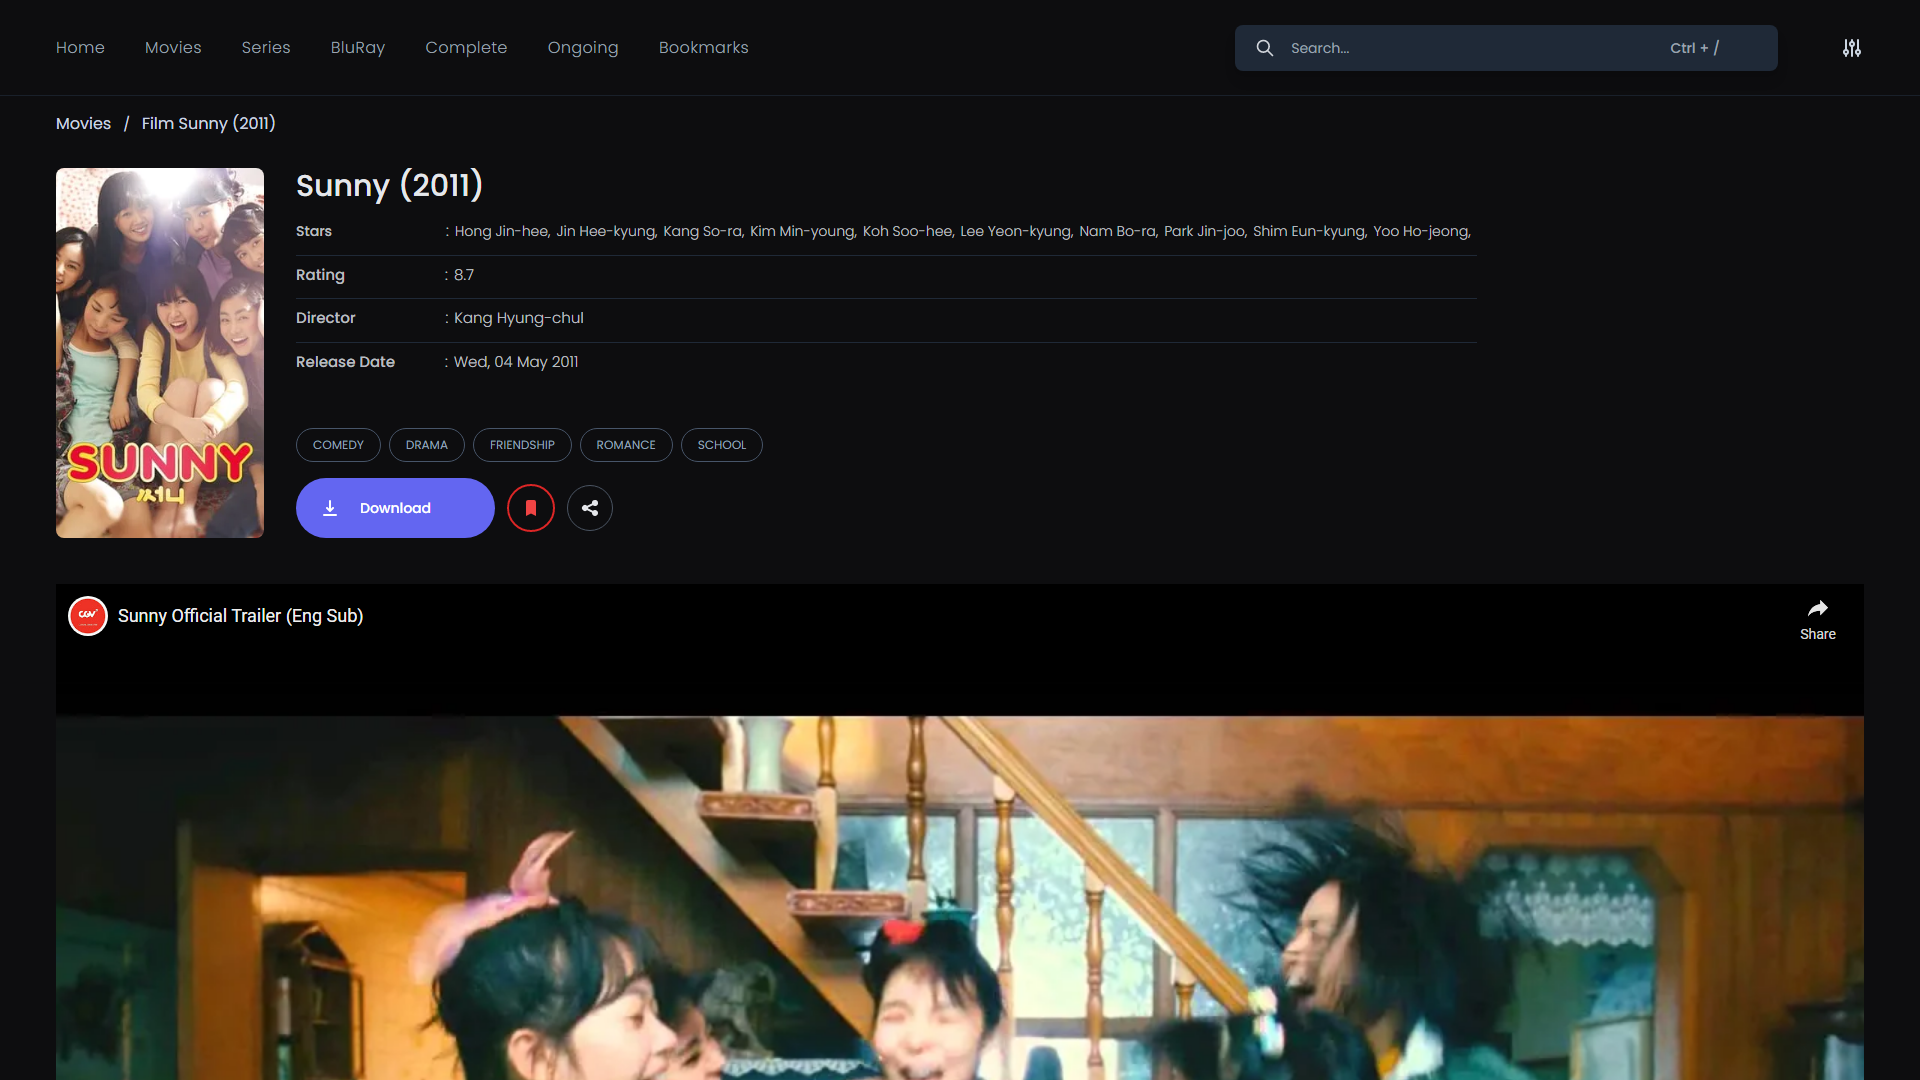 Home Movies Series BluRay Complete Ongoing Bookmarks Search... Ctrl + /
Movies / Film Sunny (2011)
Sunny (2011)
Stars : Hong Jin-hee, Jin Hee-kyung, Kang So-ra, Kim Min-young, Koh Soo-hee, Lee Yeon-kyung, Nam Bo-ra, Park Jin-joo, Shim Eun-kyung, Yoo Ho-jeong,
Rating : 8.7
Director : Kang Hyung-chul
Release Date : Wed, 04 May 2011
SUNNY
써니
COMEDY DRAMA FRIENDSHIP ROMANCE SCHOOL
Download
CGV
Sunny Official Trailer (Eng Sub)
Share